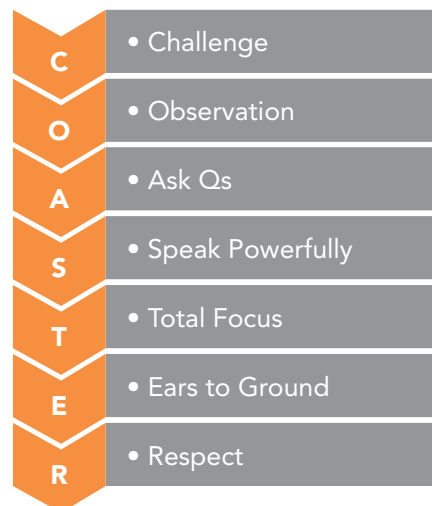 C
• Challenge
O
• Observation
A
• Ask Qs
S
• Speak Powerfully
T
• Total Focus
E
• Ears to Ground
R
• Respect